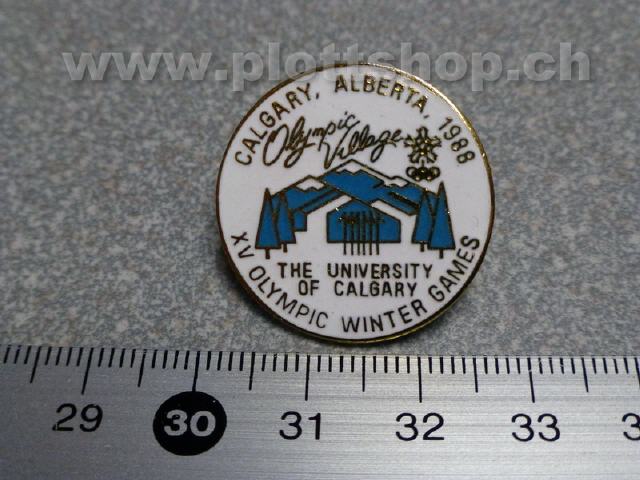 www.plottshop.ch
CALGARY, ALBERTA, 1988
Olympic
Village
THE UNIVERSITY
OF CALGARY
XV OLYMPIC WINTER GAMES
29 30 31 32 33 3